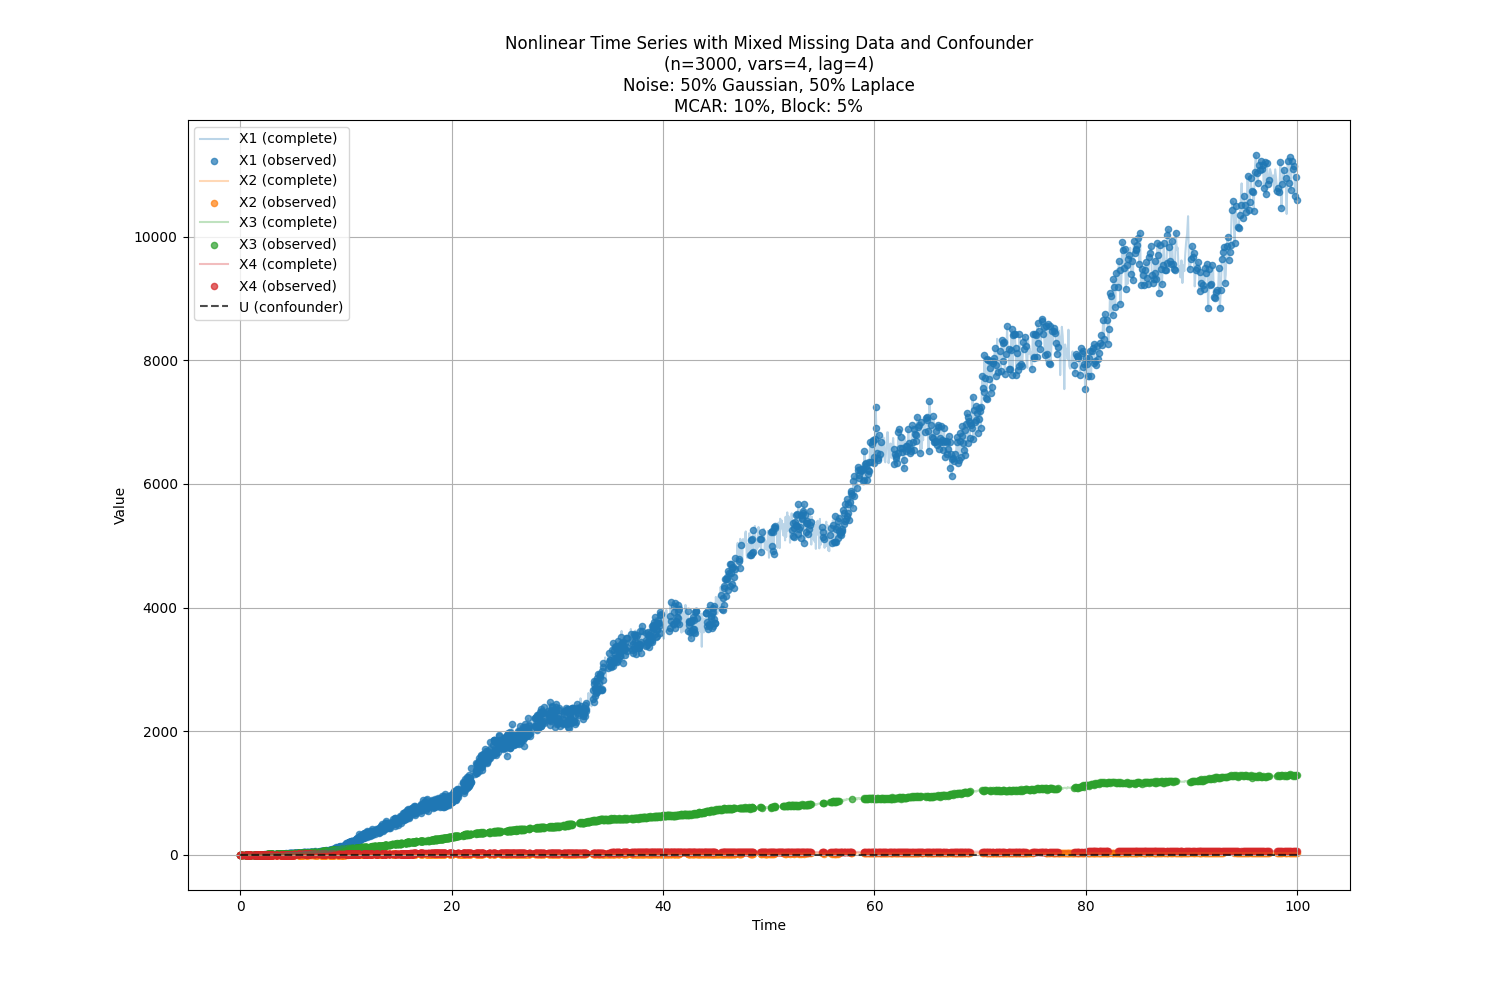 Nonlinear Time Series with Mixed Missing Data and Confounder
(n=3000, vars=4, lag=4)
Noise: 50% Gaussian, 50% Laplace
MCAR: 10%, Block: 5%
X1 (complete)
X1 (observed)
X2 (complete)
X2 (observed)
X3 (complete)
X3 (observed)
X4 (complete)
X4 (observed)
U (confounder)
Value
10000
8000
6000
4000
2000
0
0 20 40 60 80 100
Time